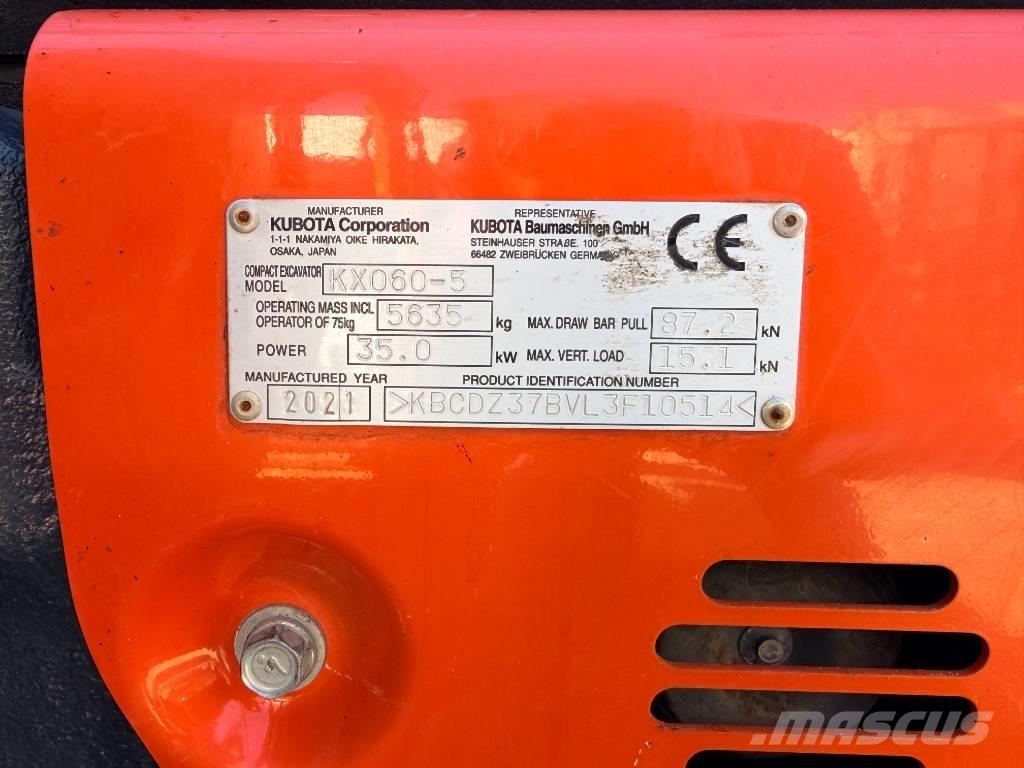 MANUFACTURER
KUBOTA Corporation
1-1-1 NAKAMIYA OIKE HIRAKATA,
OSAKA, JAPAN
REPRESENTATIVE
KUBOTA Baumaschinen GmbH
STEINHAUSER STRAßE. 100
66482 ZWEIBRÜCKEN GERMANY
CE
COMPACT EXCAVATOR
MODEL KX060-5
OPERATING MASS INCL
OPERATOR OF 75kg 5635 kg
MAX. DRAW BAR PULL 87.2 kN
POWER 35.0 kW
MAX. VERT. LOAD 15.1 kN
MANUFACTURED YEAR
2021
PRODUCT IDENTIFICATION NUMBER
>KBCDZ37BVL3F10514<
MASCUS